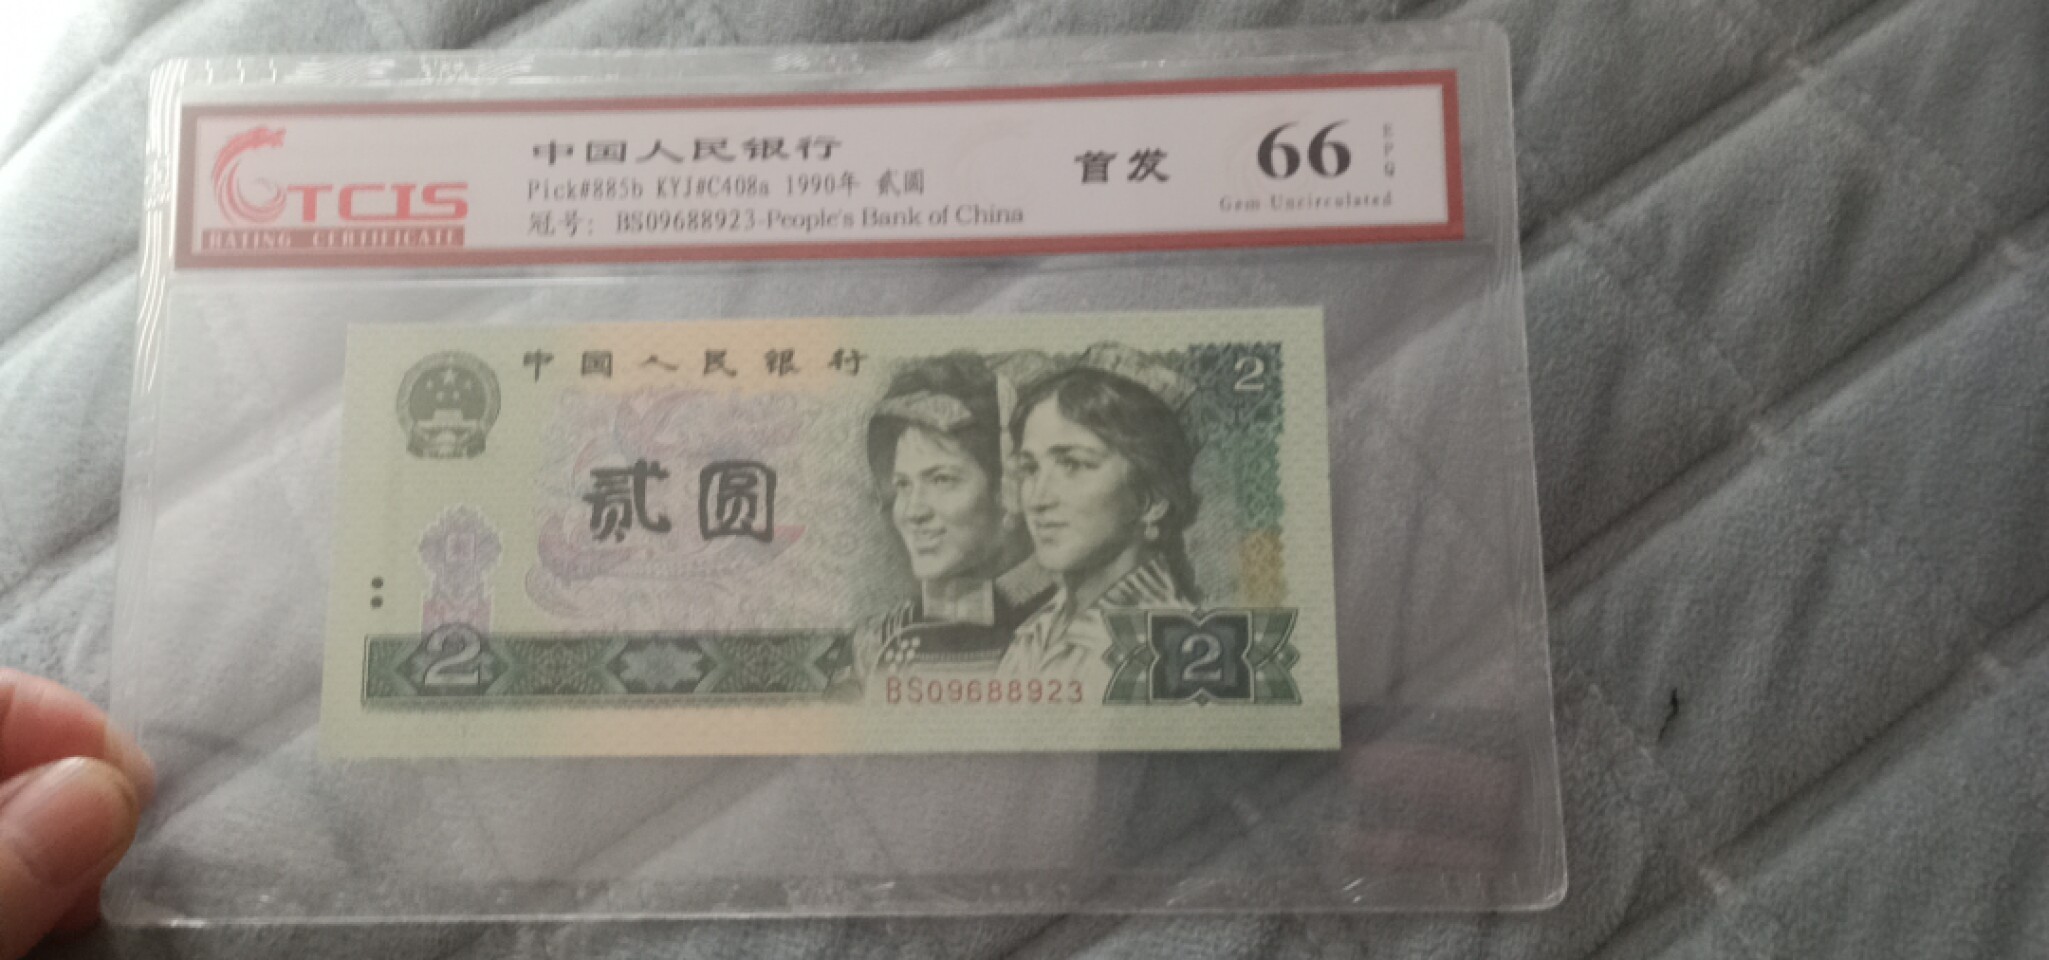 CTCIS
RATING CERTIFICATE
中国人民银行
Pick#885b KYJ#C408a 1990年 贰圆
冠号: BS09688923-People's Bank of China
首发
66
EPQ
Gem Uncirculated
中国人民银行
2
贰圆
2
BS09688923
2